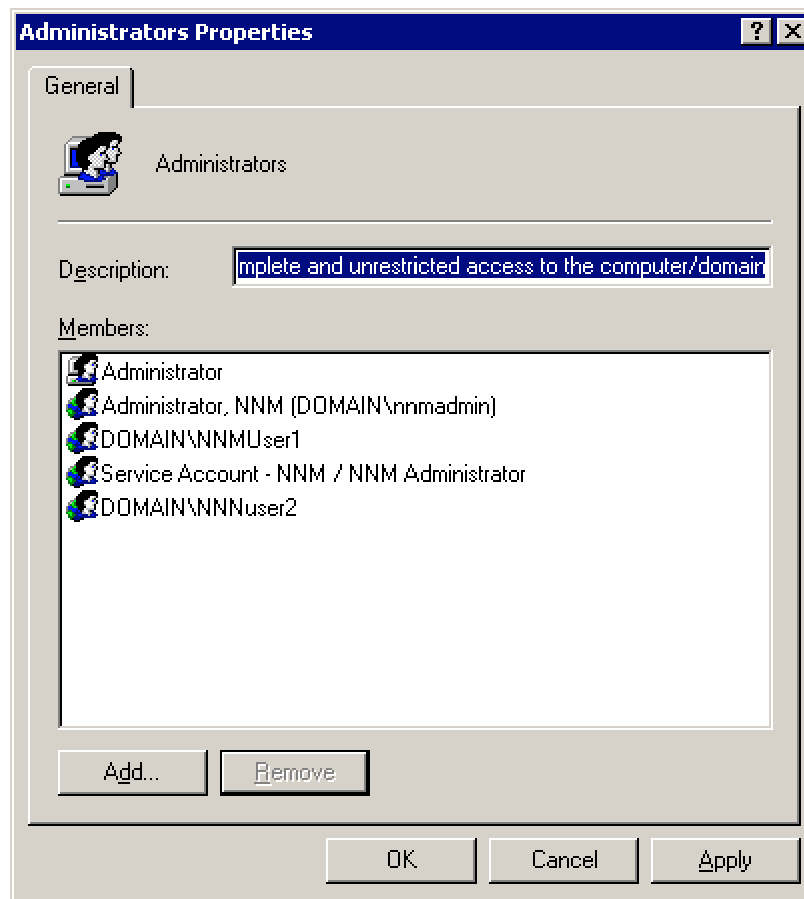 Administrators Properties
General
Administrators
Description: mplete and unrestricted access to the computer/domain
Members:
Administrator
Administrator, NNM (DOMAIN\nnmadmin)
DOMAIN\NNMUser1
Service Account - NNM / NNM Administrator
DOMAIN\NNNuser2
Add... Remove
OK Cancel Apply